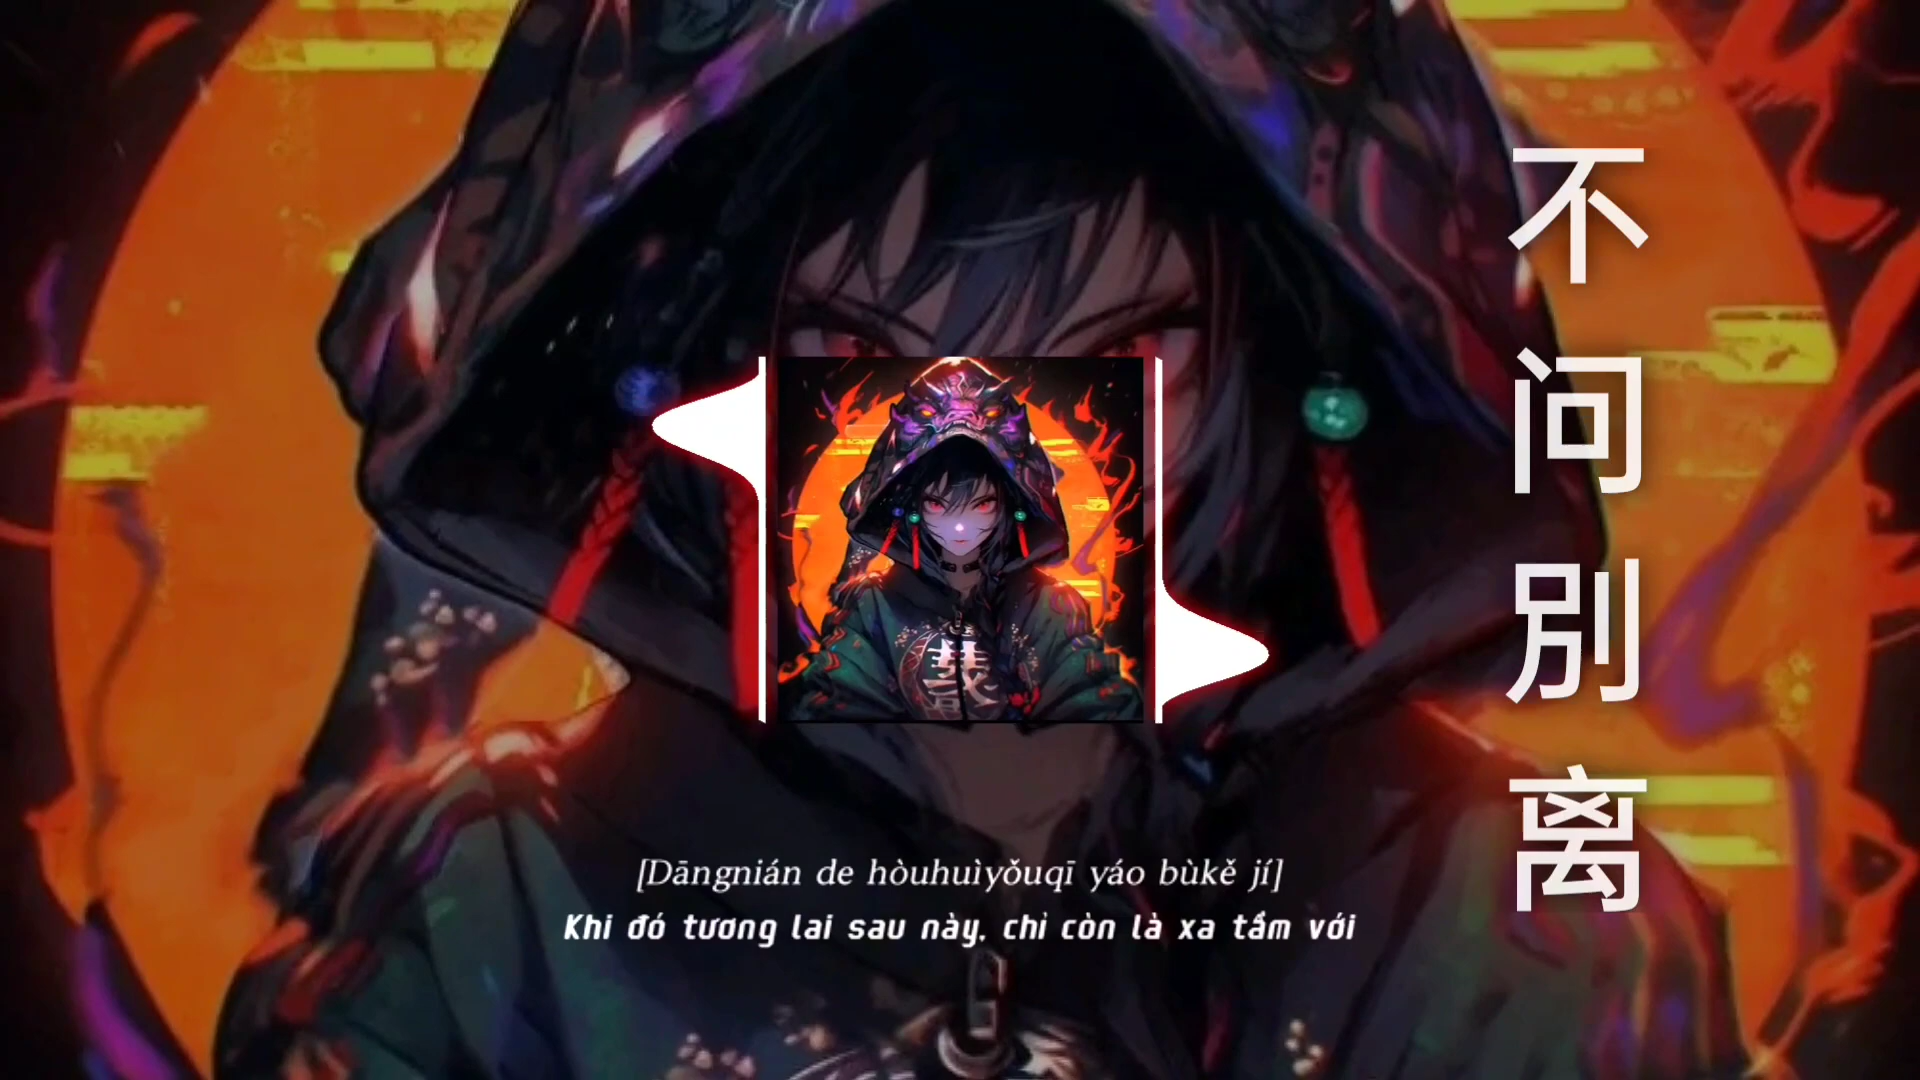 不问别离
[Dāngnián de hòuhuìyǒuqī yáo bùkě jí]
Khi đó tương lai sau này, chỉ còn là xa tầm với